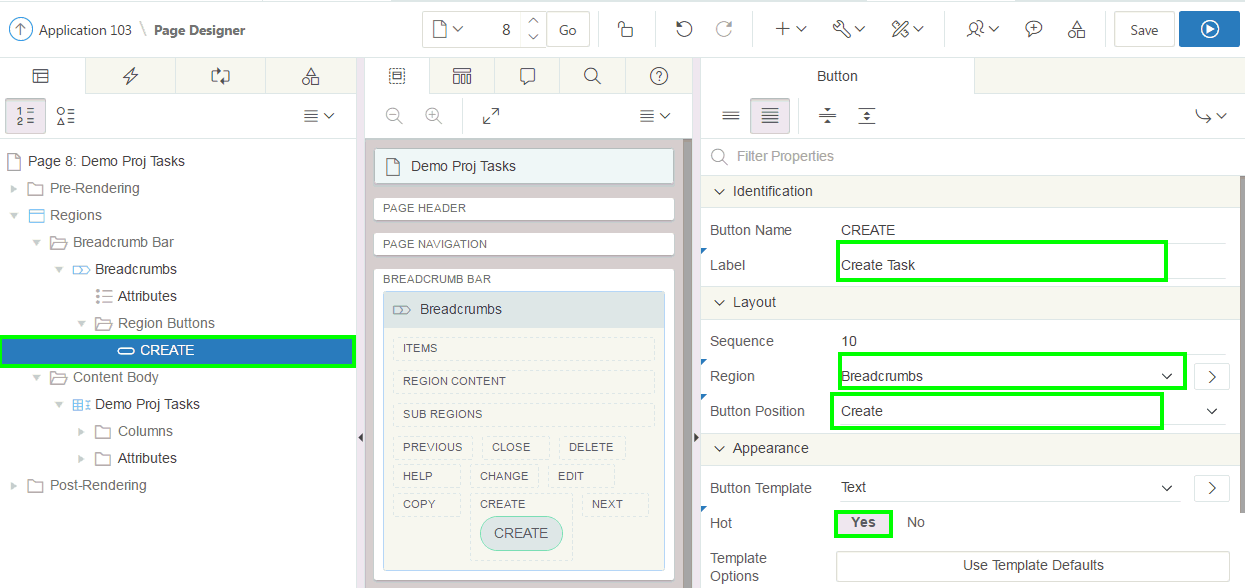 Application 103 \ Page Designer
8
Go
Save
Button
1
2
Page 8: Demo Proj Tasks
Pre-Rendering
Regions
Breadcrumb Bar
Breadcrumbs
Attributes
Region Buttons
CREATE
Content Body
Demo Proj Tasks
Columns
Attributes
Post-Rendering
Demo Proj Tasks
PAGE HEADER
PAGE NAVIGATION
BREADCRUMB BAR
Breadcrumbs
ITEMS
REGION CONTENT
SUB REGIONS
PREVIOUS CLOSE DELETE
HELP CHANGE EDIT
COPY CREATE NEXT
CREATE
Filter Properties
Identification
Button Name CREATE
Label Create Task
Layout
Sequence 10
Region Breadcrumbs
Button Position Create
Appearance
Button Template Text
Hot Yes No
Template
Options Use Template Defaults